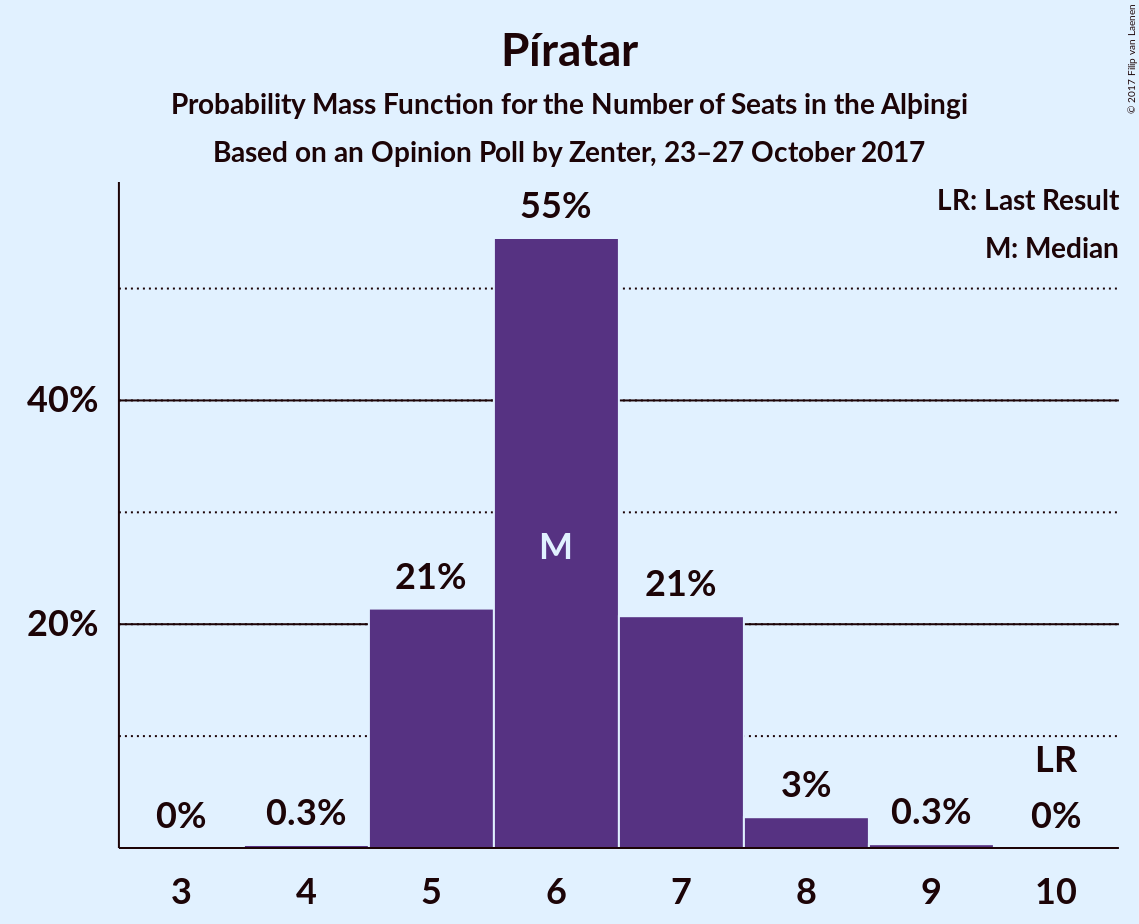 Píratar
Probability Mass Function for the Number of Seats in the Alþingi
Based on an Opinion Poll by Zenter, 23–27 October 2017
© 2017 Filip van Laenen
LR: Last Result
M: Median
55%
40%
M
21%
21%
20%
LR
3%
0%
0.3%
0.3%
0%
3
4
5
6
7
8
9
10